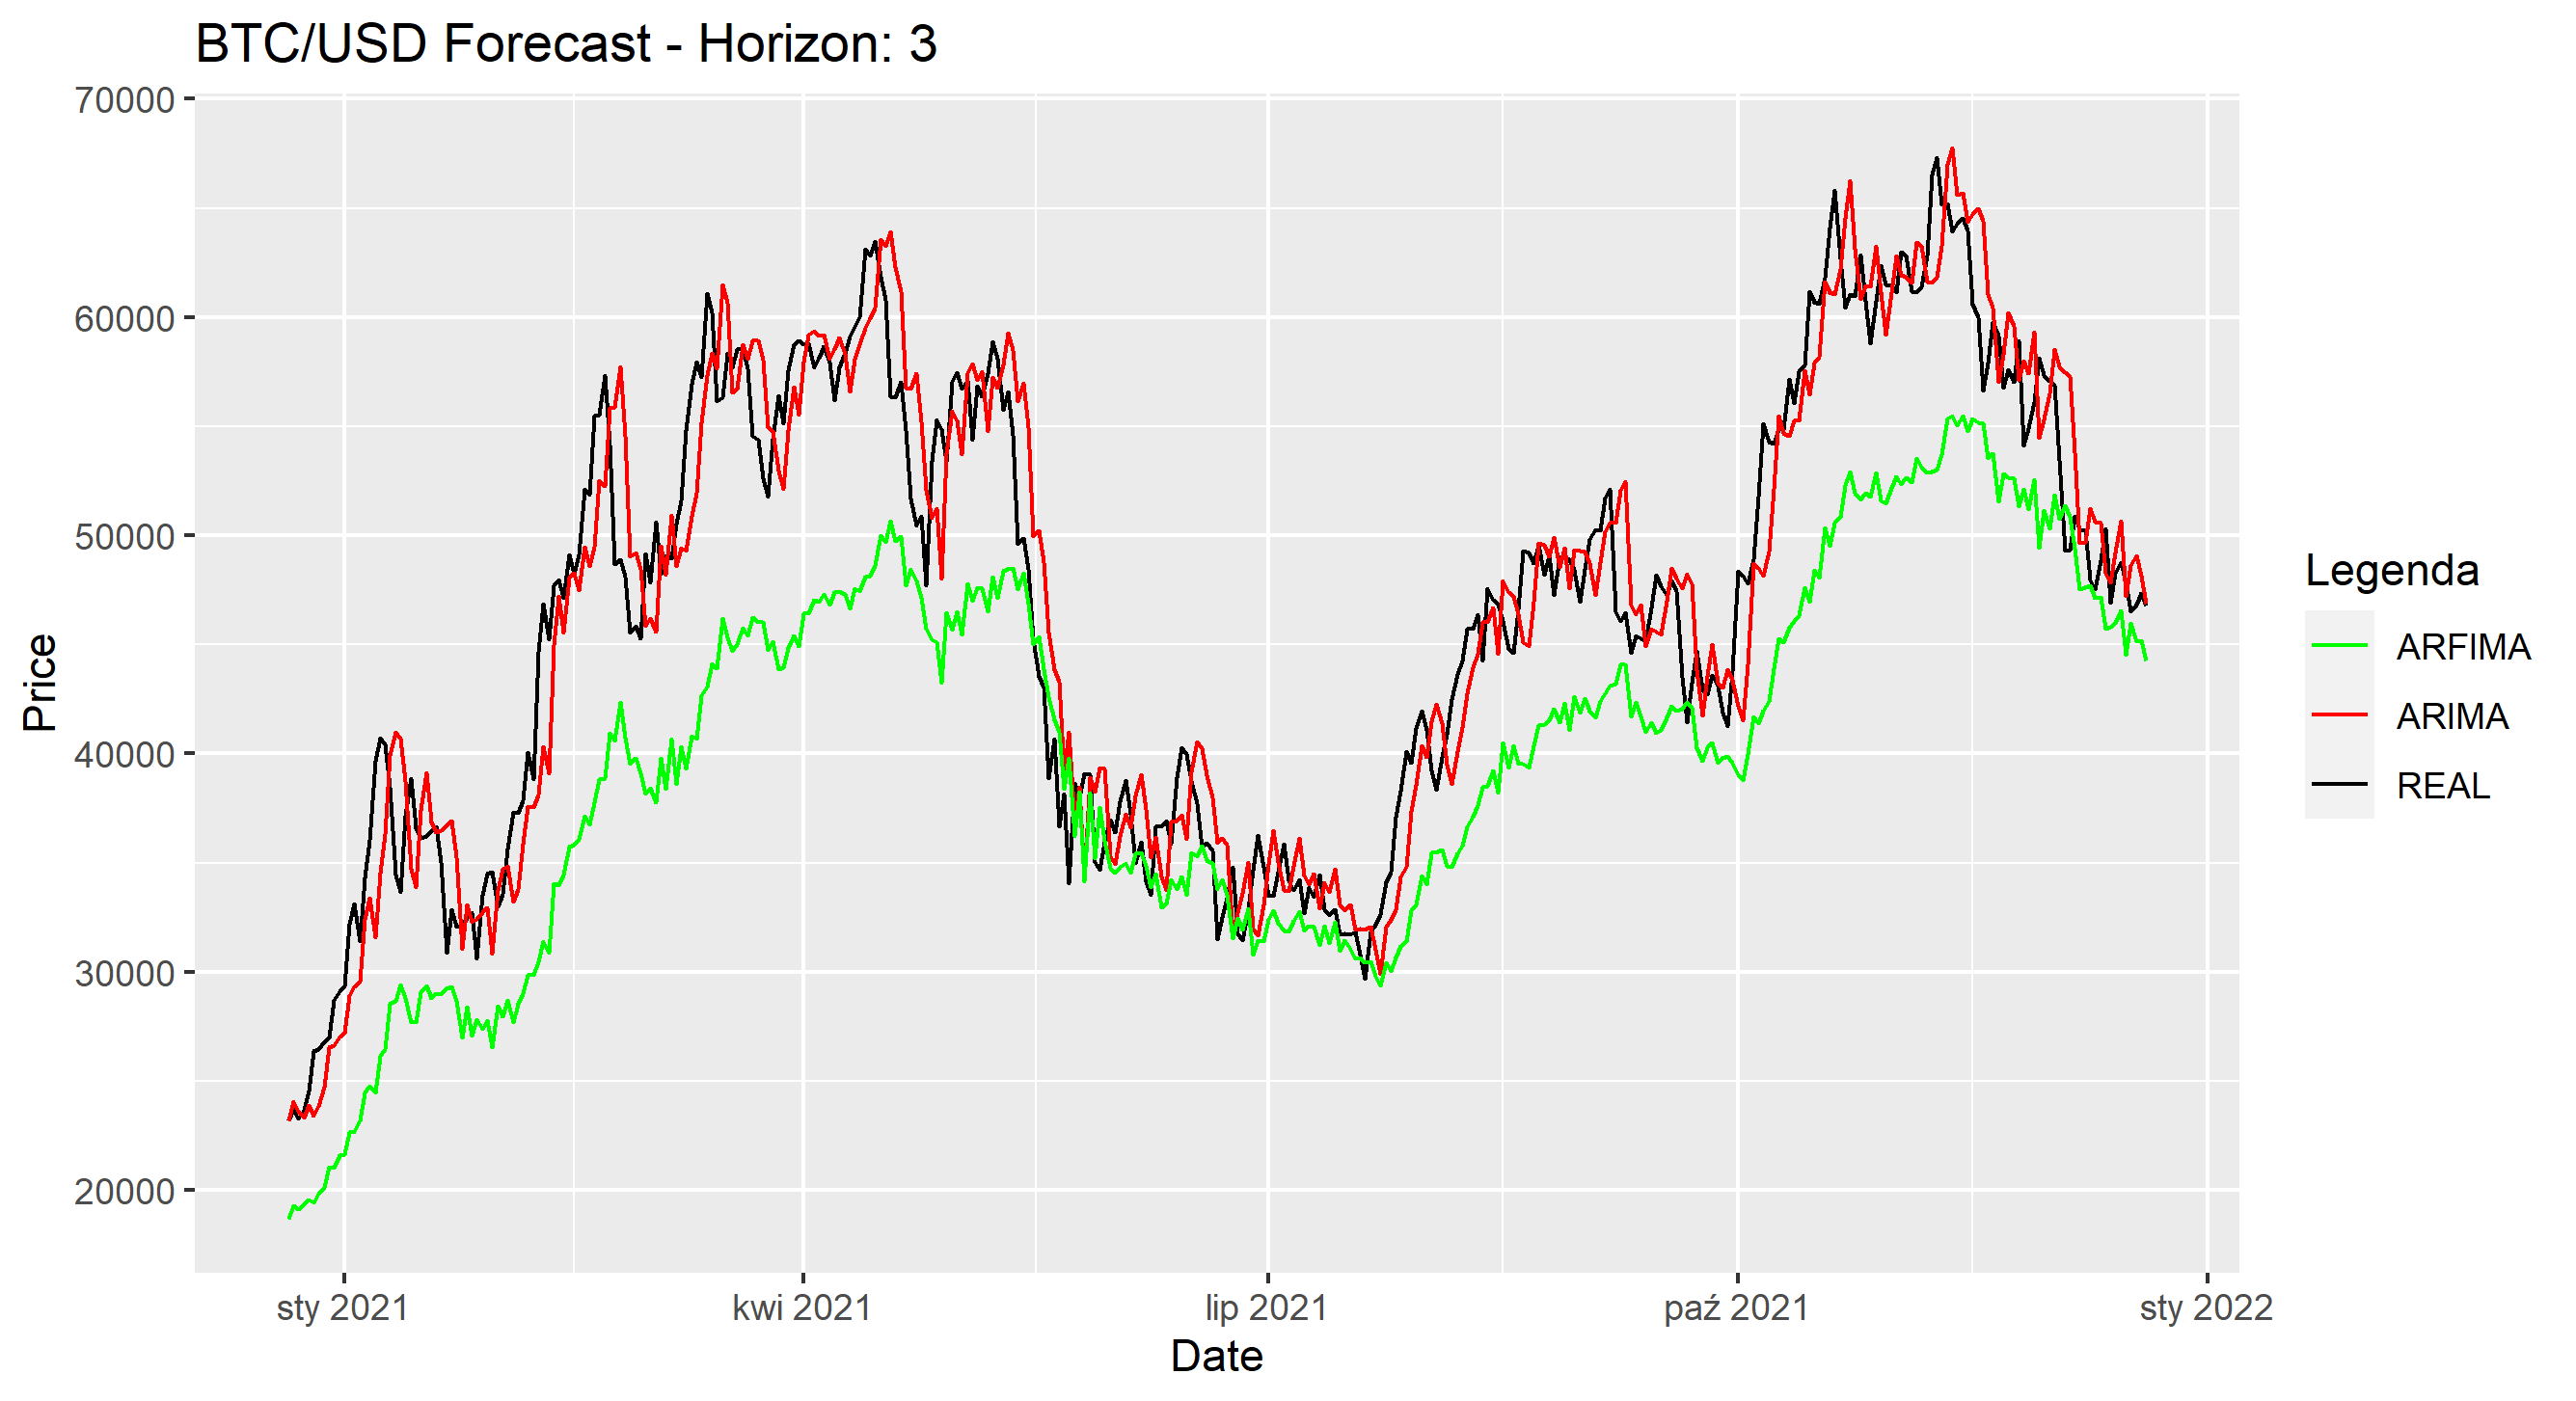 BTC/USD Forecast - Horizon: 3
70000
60000
50000
40000
30000
20000
Price
sty 2021
kwi 2021
lip 2021
paź 2021
sty 2022
Date
Legenda
ARFIMA
ARIMA
REAL